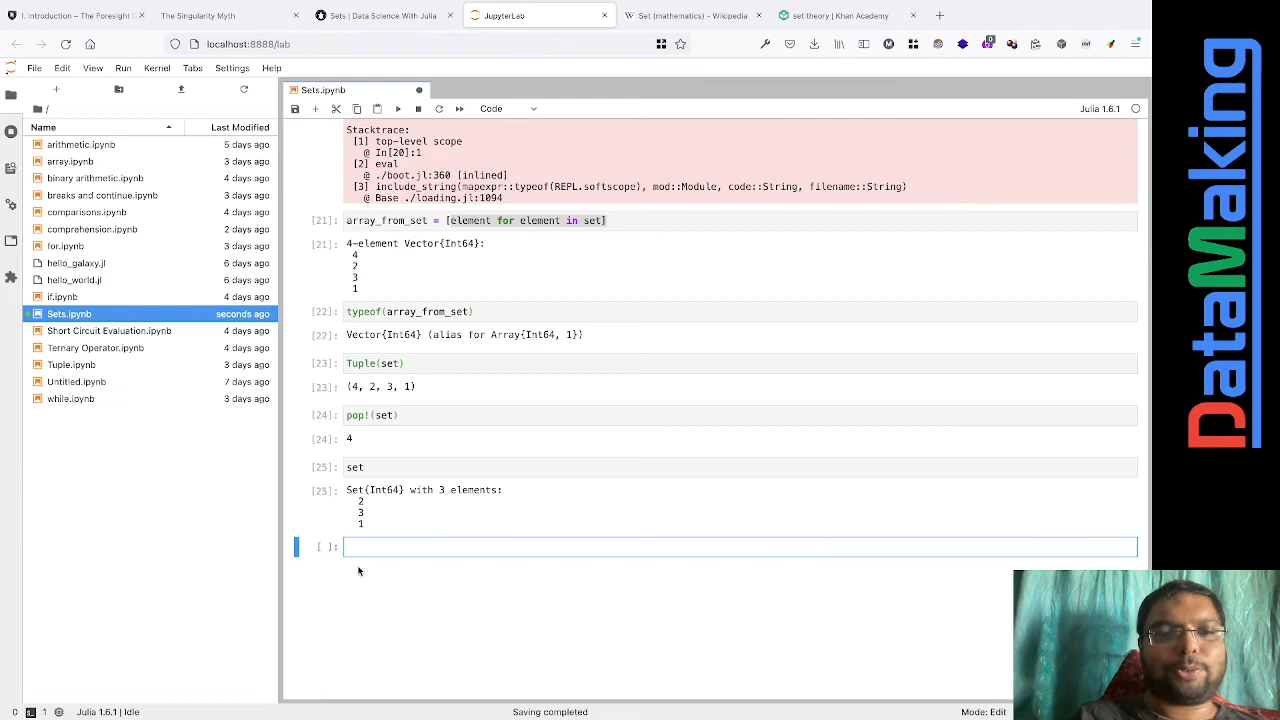 I. Introduction – The Foresight G
The Singularity Myth
Sets | Data Science With Julia
JupyterLab
Set (mathematics) - Wikipedia
set theory | Khan Academy
localhost:8888/lab
File Edit View Run Kernel Tabs Settings Help
Sets.ipynb
Code
Julia 1.6.1
/
Name Last Modified
arithmetic.ipynb 5 days ago
array.ipynb 3 days ago
binary arithmetic.ipynb 4 days ago
breaks and continue.ipynb 3 days ago
comparisons.ipynb 4 days ago
comprehension.ipynb 2 days ago
for.ipynb 3 days ago
hello_galaxy.jl 6 days ago
hello_world.jl 6 days ago
if.ipynb 4 days ago
Sets.ipynb seconds ago
Short Circuit Evaluation.ipynb 4 days ago
Ternary Operator.ipynb 4 days ago
Tuple.ipynb 3 days ago
Untitled.ipynb 7 days ago
while.ipynb 3 days ago
Stacktrace:
[1] top-level scope
@ In[20]:1
[2] eval
@ ./boot.jl:360 [inlined]
[3] include_string(mapexpr::typeof(REPL.softscope), mod::Module, code::String, filename::String)
@ Base ./loading.jl:1094
[21]: array_from_set = [element for element in set]
[21]: 4-element Vector{Int64}:
4
2
3
1
[22]: typeof(array_from_set)
[22]: Vector{Int64} (alias for Array{Int64, 1})
[23]: Tuple(set)
[23]: (4, 2, 3, 1)
[24]: pop!(set)
[24]: 4
[25]: set
[25]: Set{Int64} with 3 elements:
2
3
1
[ ]:
0 1 Julia 1.6.1 | Idle
Saving completed
Mode: Edit
DataMaking